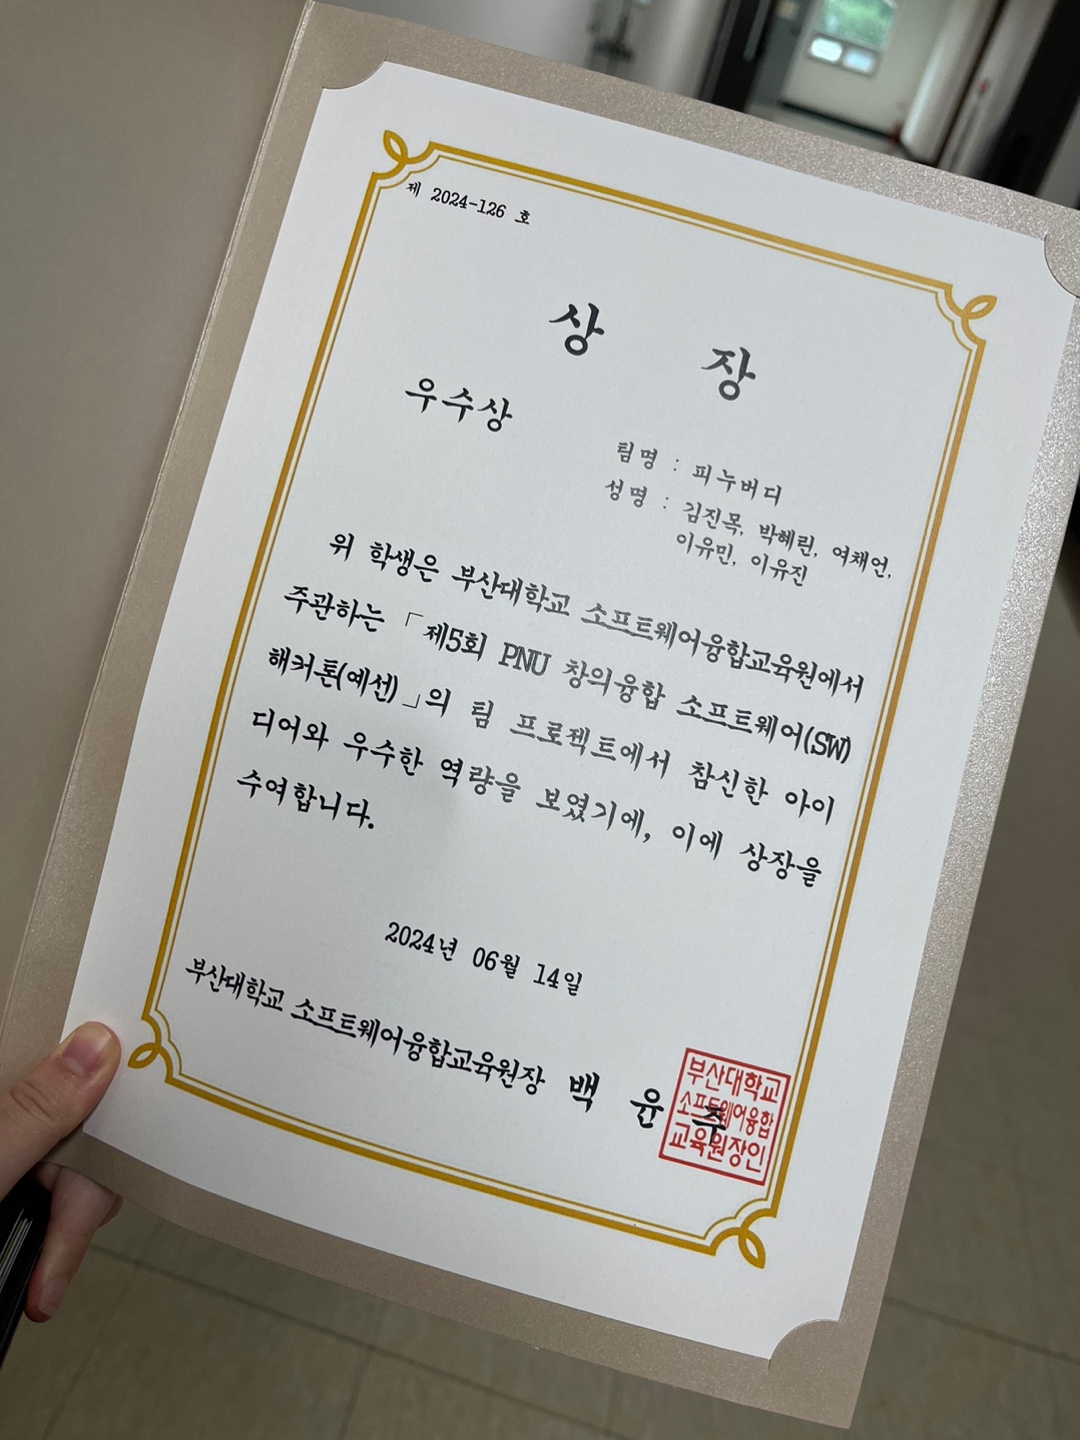 제 2024-126 호
상 장
우수상
팀명 : 피누버디
성명 : 김진목, 박혜린, 여채언,
이유민, 이유진
위 학생은 부산대학교 소프트웨어융합교육원에서
주관하는 「제5회 PNU 창의융합 소프트웨어(SW)
해커톤(예선)」의 팀 프로젝트에서 참신한 아이
디어와 우수한 역량을 보였기에, 이에 상장을
수여합니다.
2024년 06월 14일
부산대학교 소프트웨어융합교육원장 백 윤 주
부산대학교
소프트웨어융합
교육원장인